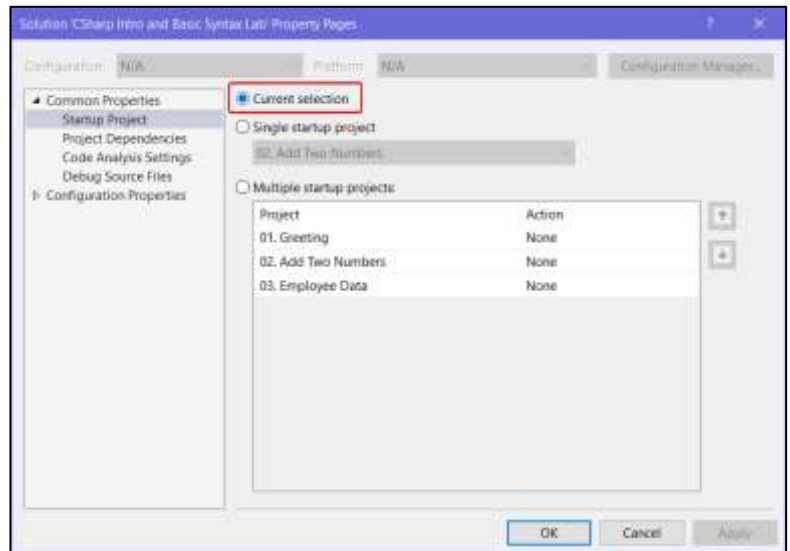 Solution 'CSharp Intro and Basic Syntax Lab' Property Pages ? ×
Configuration: N/A Platform: N/A Configuration Manager...
Common Properties
Startup Project
Project Dependencies
Code Analysis Settings
Debug Source Files
Configuration Properties
Current selection
Single startup project
02. Add Two Numbers
Multiple startup projects:
Project Action
01. Greeting None
02. Add Two Numbers None
03. Employee Data None
OK Cancel Apply